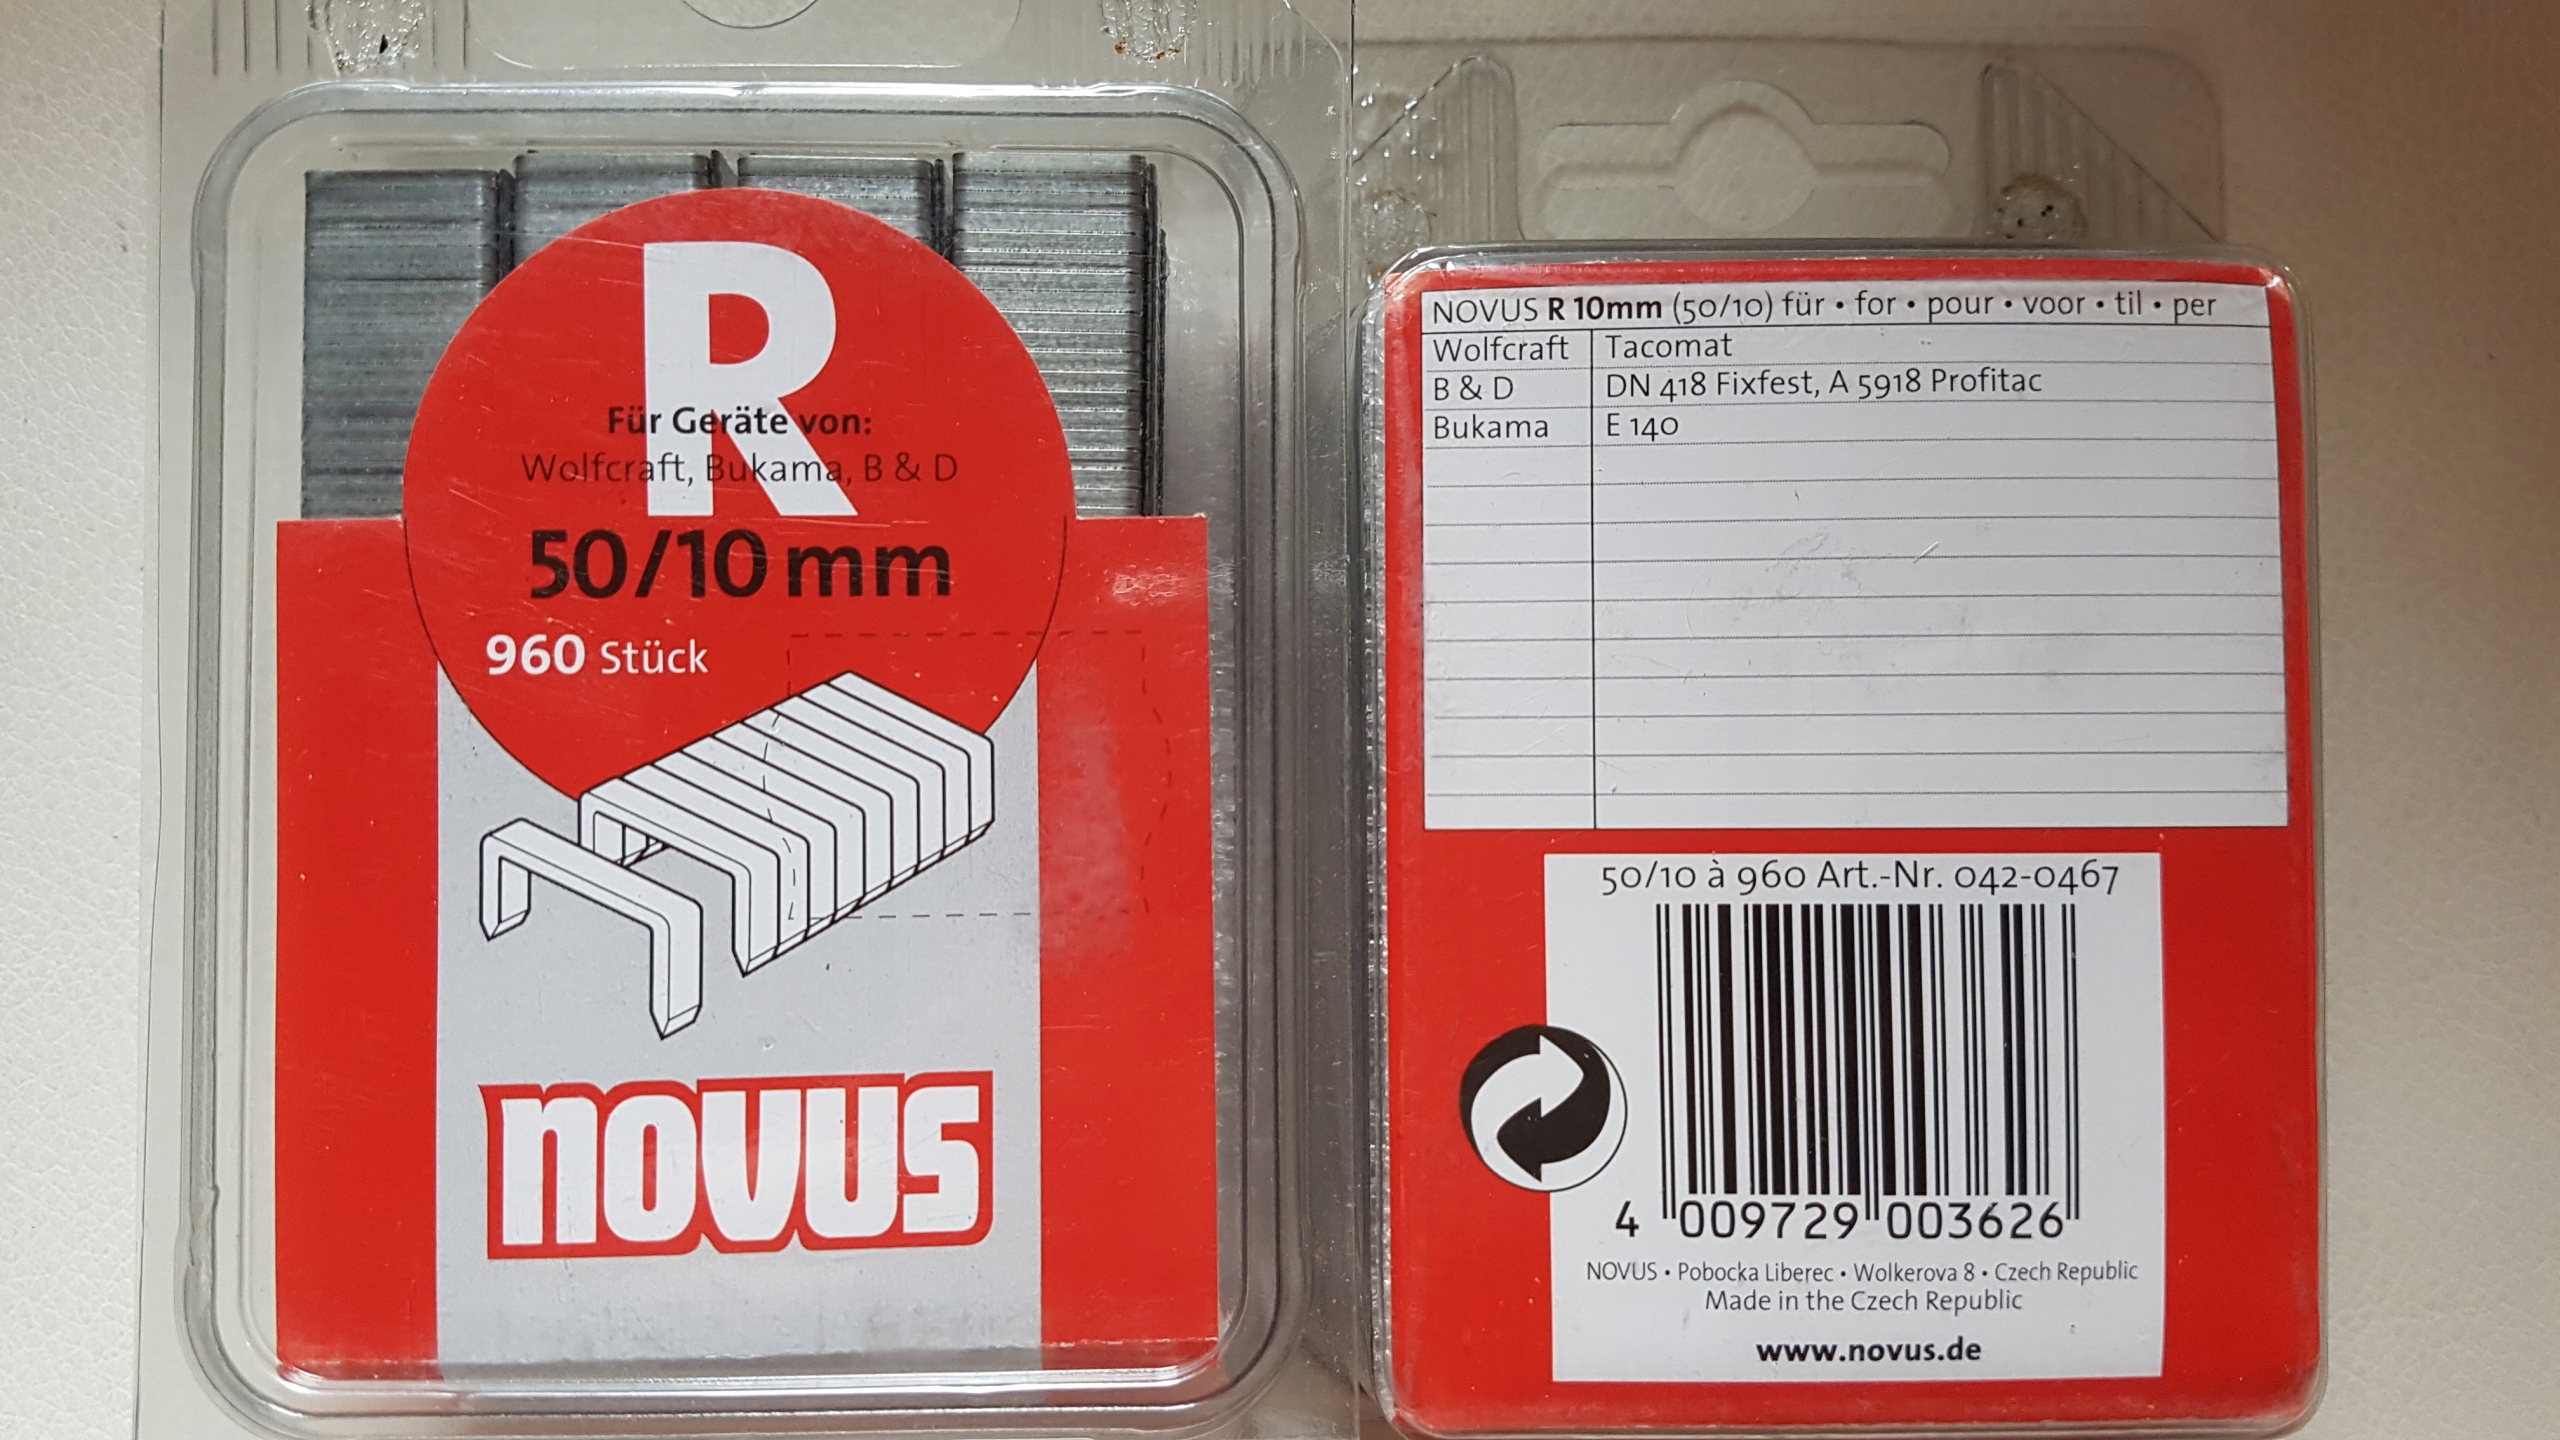 R
Für Geräte von:
Wolfcraft, Bukama, B & D
50/10 mm
960 Stück
novus
NOVUS R 10mm (50/10) für • for • pour • voor • til • per
Wolfcraft Tacomat
B & D DN 418 Fixfest, A 5918 Profitac
Bukama E 140
50/10 à 960 Art.-Nr. 042-0467
4 009729 003626
NOVUS • Pobocka Liberec • Wolkerova 8 • Czech Republic
Made in the Czech Republic
www.novus.de